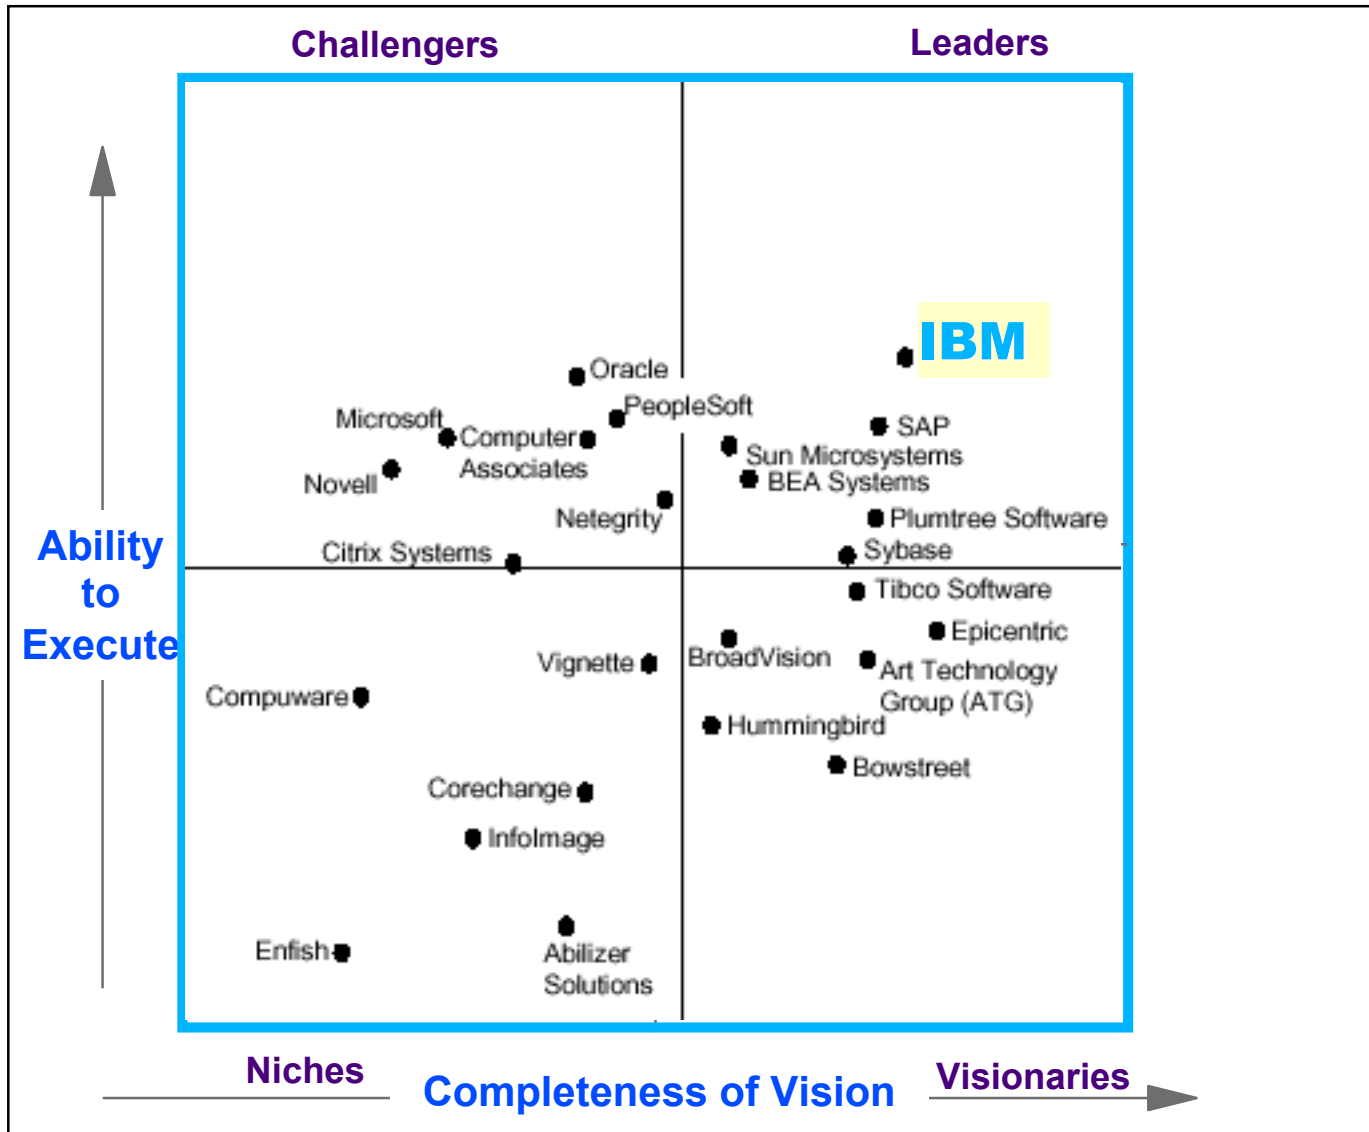 Challengers
Leaders
IBM
Oracle
PeopleSoft
Microsoft
Computer
Associates
SAP
Sun Microsystems
Novell
BEA Systems
Netegrity
Plumtree Software
Citrix Systems
Sybase
Ability
to
Execute
Tibco Software
Epicentric
Vignette
BroadVision
Art Technology
Group (ATG)
Compuware
Hummingbird
Bowstreet
Corechange
InfoImage
Enfish
Abilizer
Solutions
Niches
Completeness of Vision
Visionaries